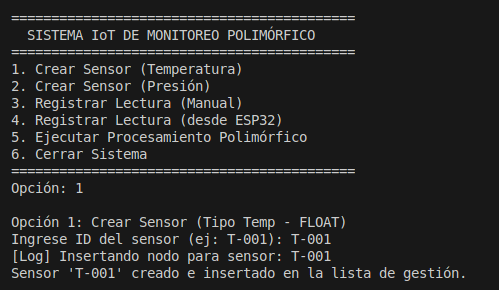 ===========================================
SISTEMA IoT DE MONITOREO POLIMÓRFICO
===========================================
1. Crear Sensor (Temperatura)
2. Crear Sensor (Presión)
3. Registrar Lectura (Manual)
4. Registrar Lectura (desde ESP32)
5. Ejecutar Procesamiento Polimórfico
6. Cerrar Sistema
===========================================
Opción: 1
Opción 1: Crear Sensor (Tipo Temp - FLOAT)
Ingrese ID del sensor (ej: T-001): T-001
[Log] Insertando nodo para sensor: T-001
Sensor 'T-001' creado e insertado en la lista de gestión.